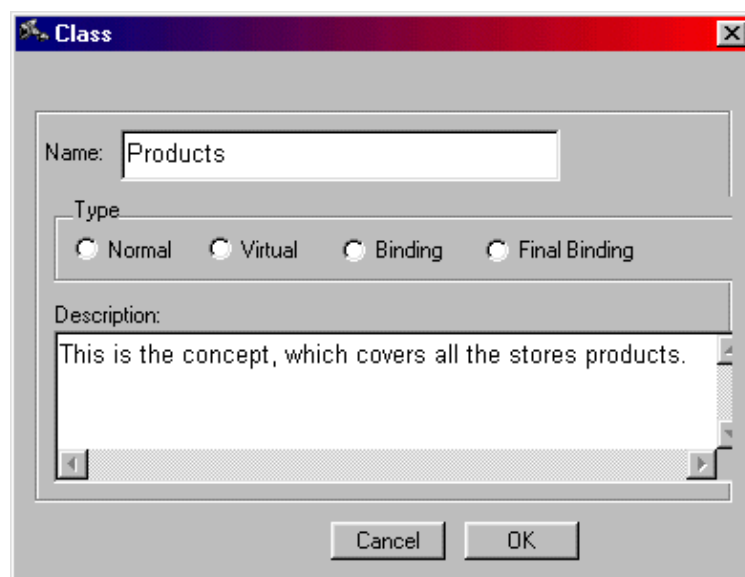 Class
Name: Products
Type
Normal Virtual Binding Final Binding
Description:
This is the concept, which covers all the stores products.
Cancel OK